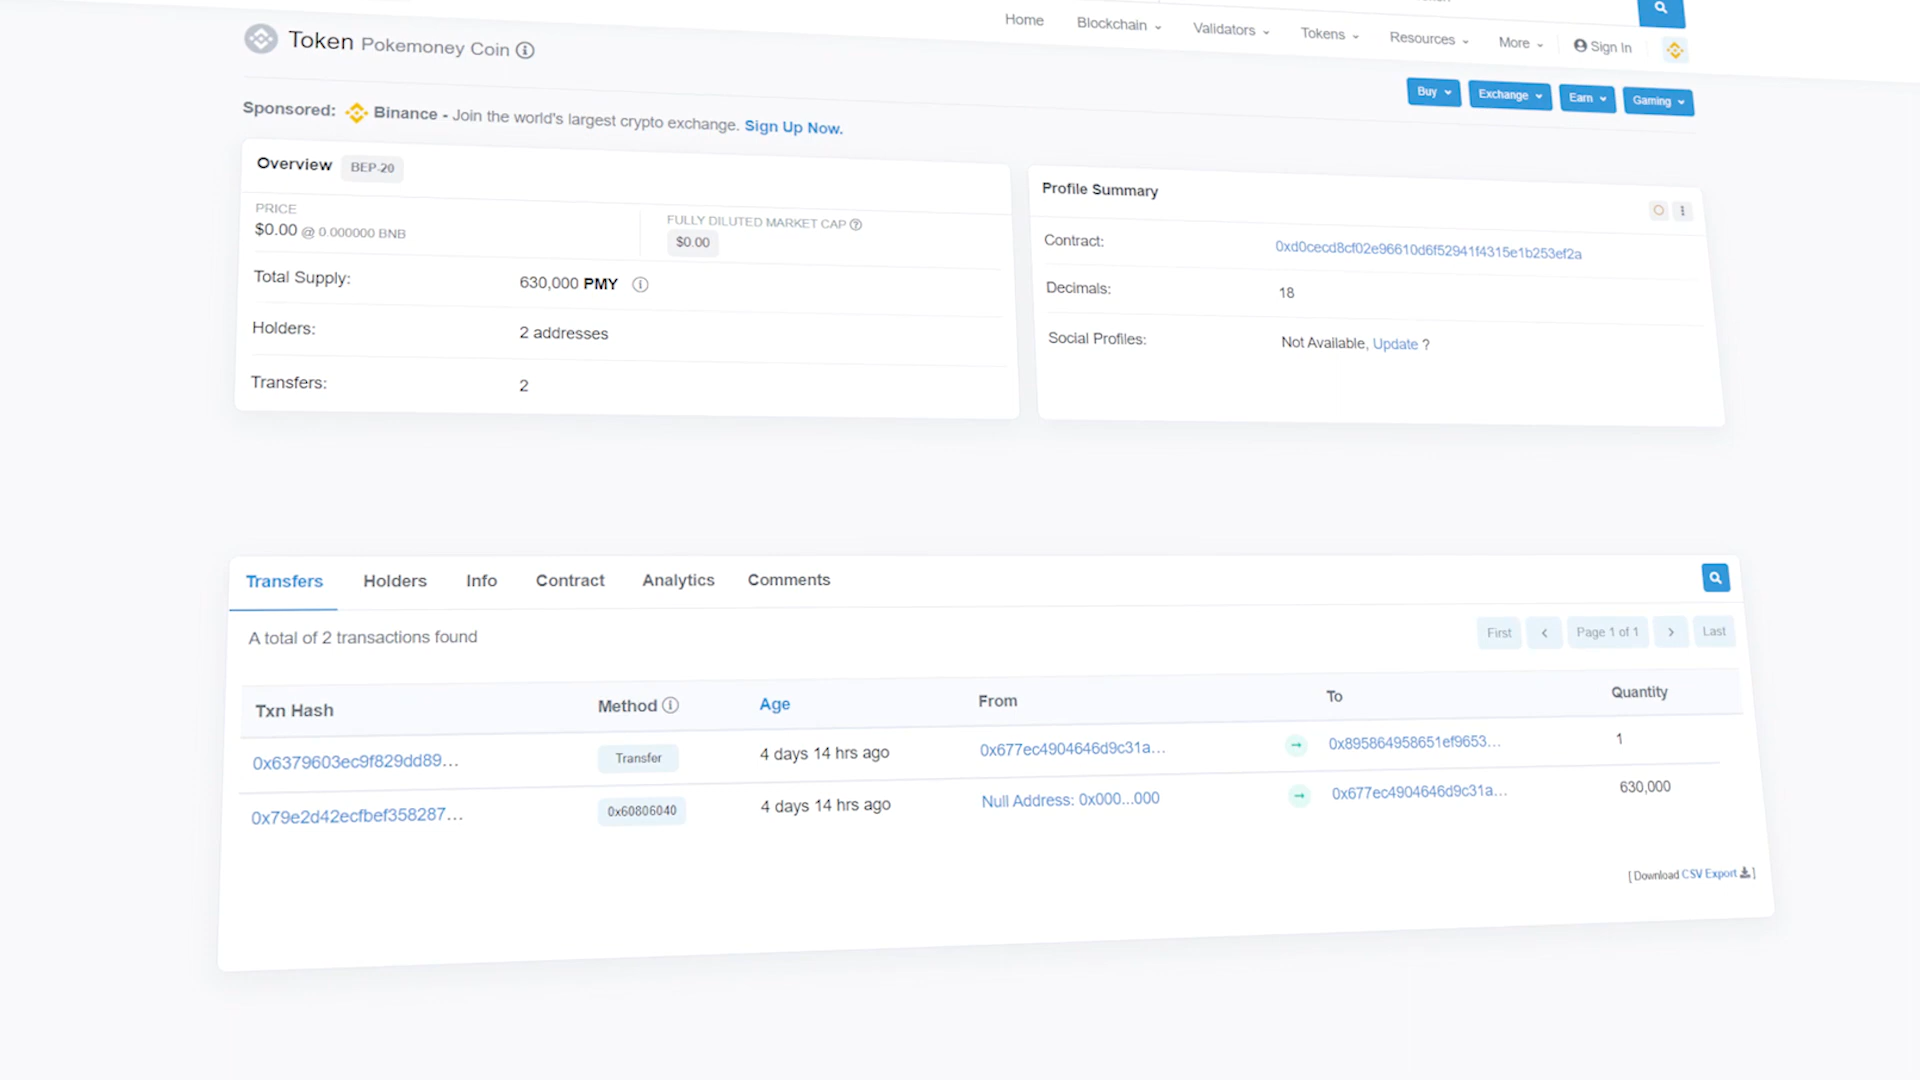 Home Blockchain Validators Tokens Resources More Sign In
Token Pokemoney Coin
Buy Exchange Earn Gaming
Sponsored: Binance - Join the world's largest crypto exchange. Sign Up Now.
Overview BEP-20
PRICE
$0.00 @ 0.000000 BNB
FULLY DILUTED MARKET CAP
$0.00
Total Supply: 630,000 PMY
Holders: 2 addresses
Transfers: 2
Profile Summary
Contract: 0xd0cecd8cf02e96610d6f52941f4315e1b253ef2a
Decimals: 18
Social Profiles: Not Available, Update ?
Transfers Holders Info Contract Analytics Comments
A total of 2 transactions found
First Page 1 of 1 Last
Txn Hash Method Age From To Quantity
0x6379603ec9f829dd89... Transfer 4 days 14 hrs ago 0x677ec4904646d9c31a... 0x895864958651ef9653... 1
0x79e2d42ecfbef358287... 0x60806040 4 days 14 hrs ago Null Address: 0x000...000 0x677ec4904646d9c31a... 630,000
[ Download CSV Export ]